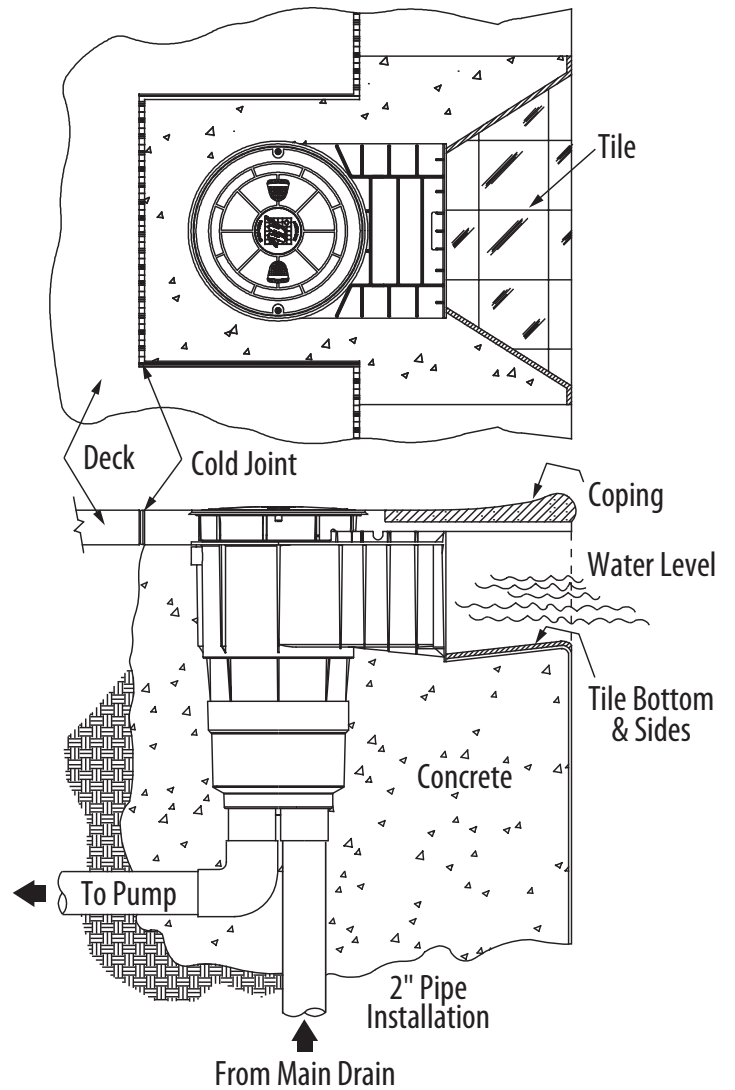 Tile
Deck
Cold Joint
Coping
Water Level
Tile Bottom
& Sides
Concrete
To Pump
2" Pipe
Installation
From Main Drain